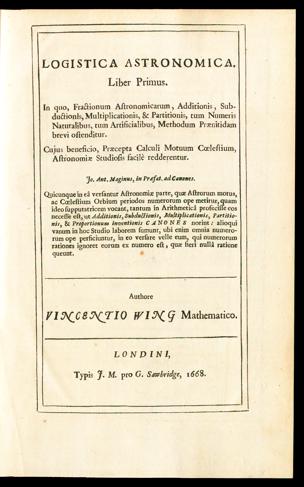 LOGISTICA ASTRONOMICA.
Liber Primus.
In quo, Fractionum Astronomicarum, Additionis, Sub-
ductionis, Multiplicationis, & Partitionis, tum Numeris
Naturalibus, tum Artificialibus, Methodum
brevi ostenditur.
Cujus beneficio, Præcepta Calculi Motuum Cœlestium,
Astronomiæ Studiosis facilè redderentur.
Jo. Ant. Maginus, in Præfat. ad Canones.
Quicunque in eâ versantur Astronomiæ parte, quæ Astrorum motus,
ac Cœlestium Orbium periodos numerorum ope metitur, quam
ideo supputatricem vocant, tantum in Arithmeticâ profecisse eos
necesse est, ut Additionis, Subductionis, Multiplicationis, Partitio-
nis, & Proportionum inventionis CANONES norint: alioqui
vanum in hoc Studio laborem sumunt, ubi enim omnia numero-
rum ope perficiuntur, in eo versare velle eum, qui numerorum
rationes ignoret eorum ex numero est, quæ fieri nullâ ratione
queunt.
Authore
VINCENTIO WING Mathematico.
LONDINI,
Typis J. M. pro G. Sawbridge, 1668.